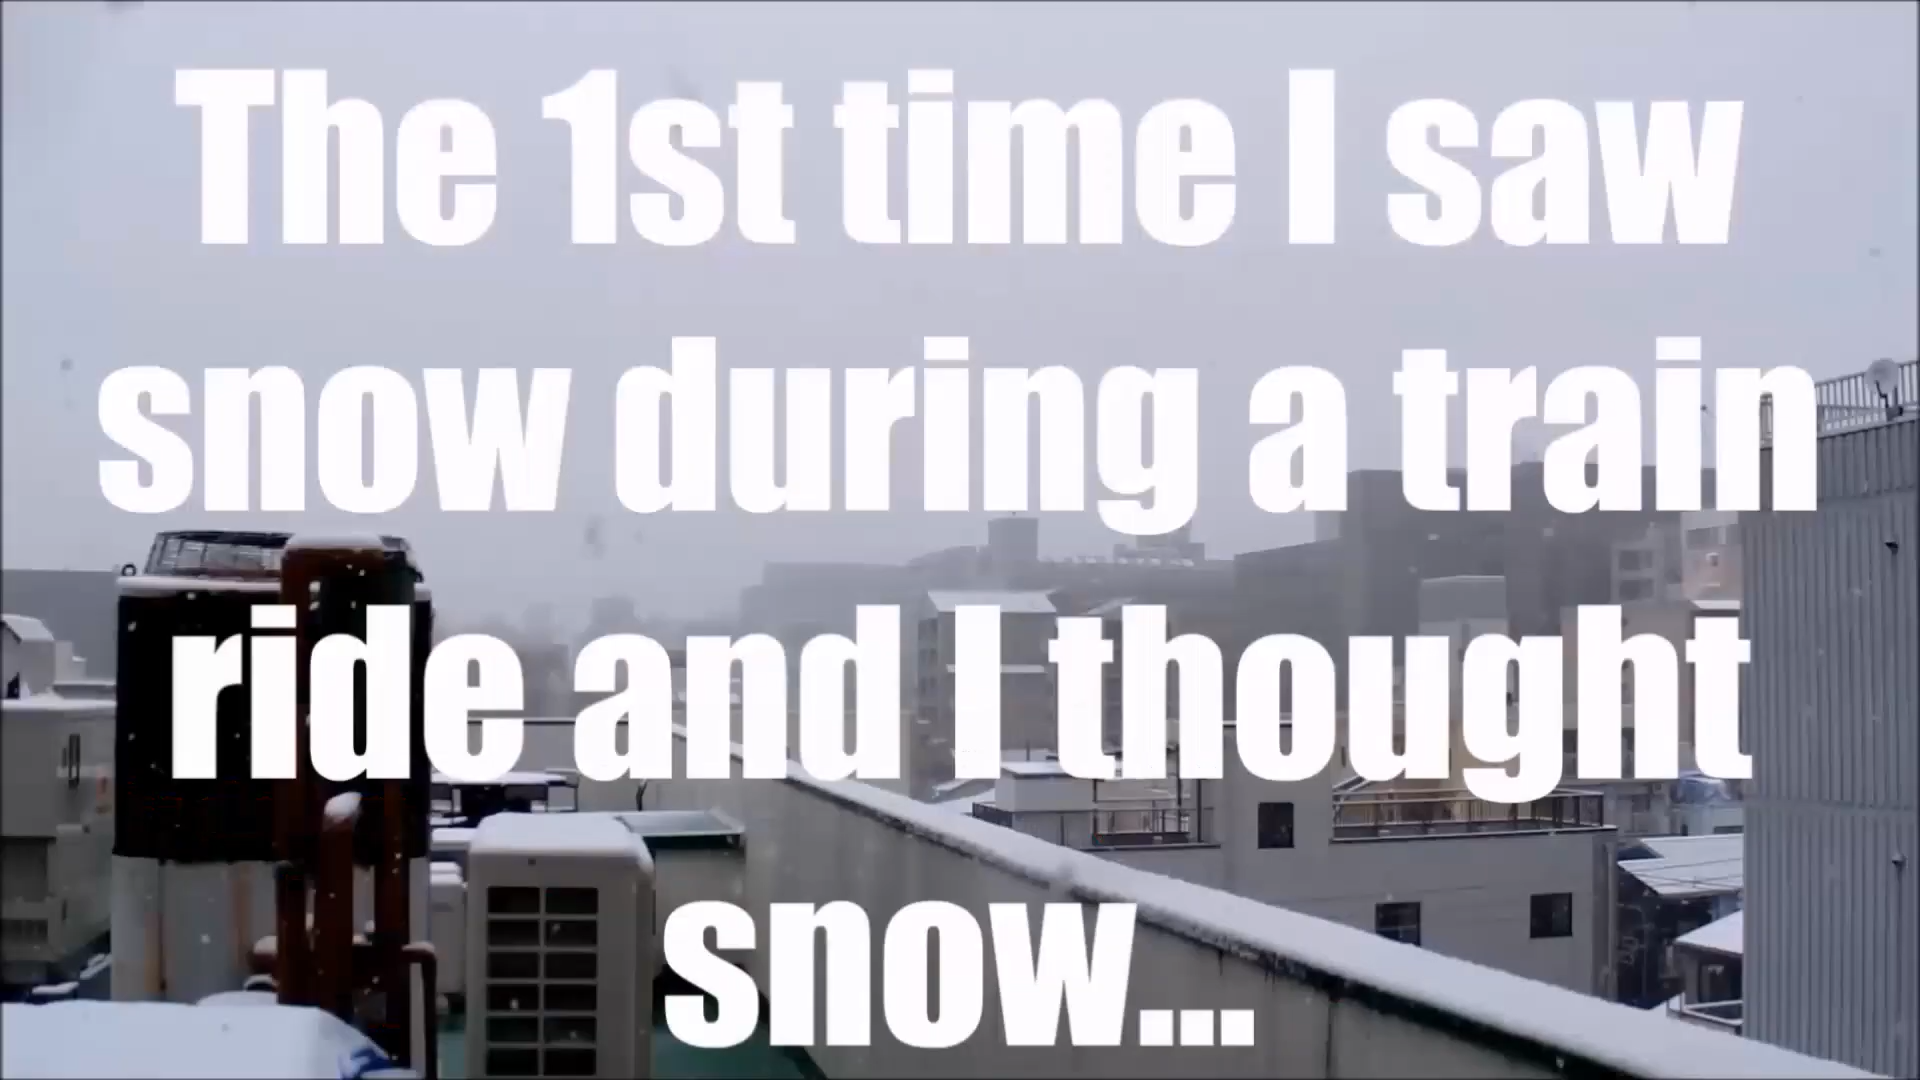 The 1st time I saw
snow during a train
ride and I thought
snow...